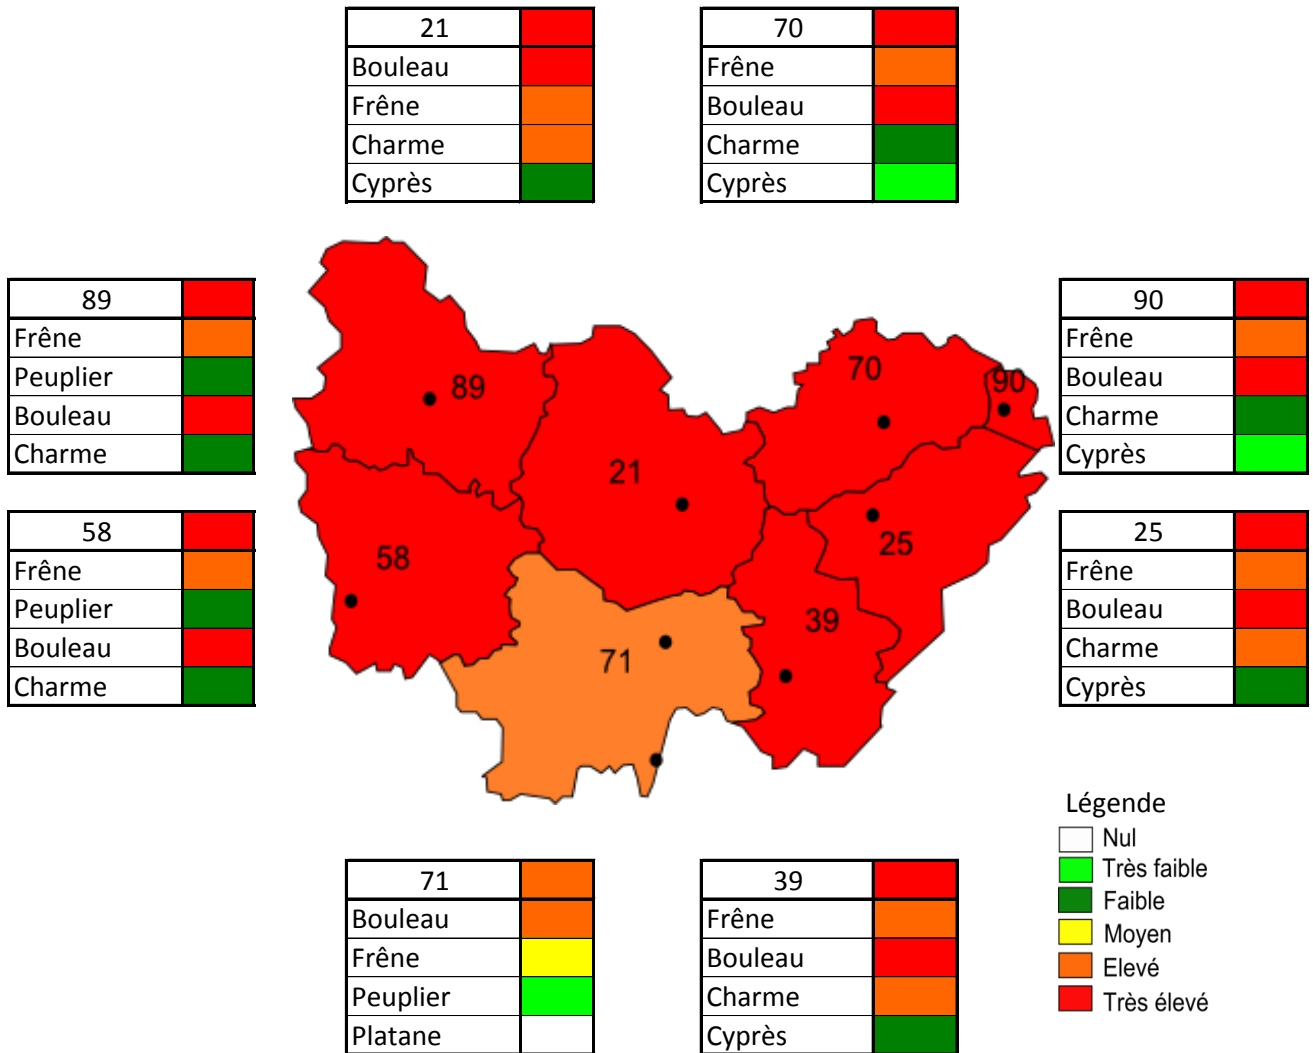 21
Bouleau
Frêne
Charme
Cyprès
70
Frêne
Bouleau
Charme
Cyprès
89
Frêne
Peuplier
Bouleau
Charme
90
Frêne
Bouleau
Charme
Cyprès
58
Frêne
Peuplier
Bouleau
Charme
25
Frêne
Bouleau
Charme
Cyprès
89
70
90
21
25
58
39
71
71
Bouleau
Frêne
Peuplier
Platane
39
Frêne
Bouleau
Charme
Cyprès
Légende
Nul
Très faible
Faible
Moyen
Elevé
Très élevé